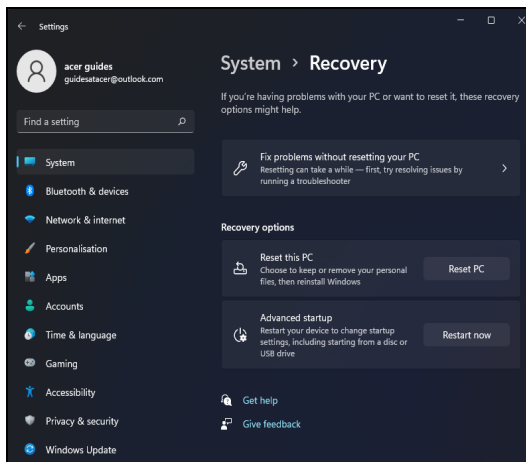 Settings
acer guides
guidesatacer@outlook.com
Find a setting
System
Bluetooth & devices
Network & internet
Personalisation
Apps
Accounts
Time & language
Gaming
Accessibility
Privacy & security
Windows Update
System > Recovery
If you're having problems with your PC or want to reset it, these recovery
options might help.
Fix problems without resetting your PC
Resetting can take a while — first, try resolving issues by
running a troubleshooter
Recovery options
Reset this PC
Choose to keep or remove your personal
files, then reinstall Windows
Reset PC
Advanced startup
Restart your device to change startup
settings, including starting from a disc or
USB drive
Restart now
Get help
Give feedback